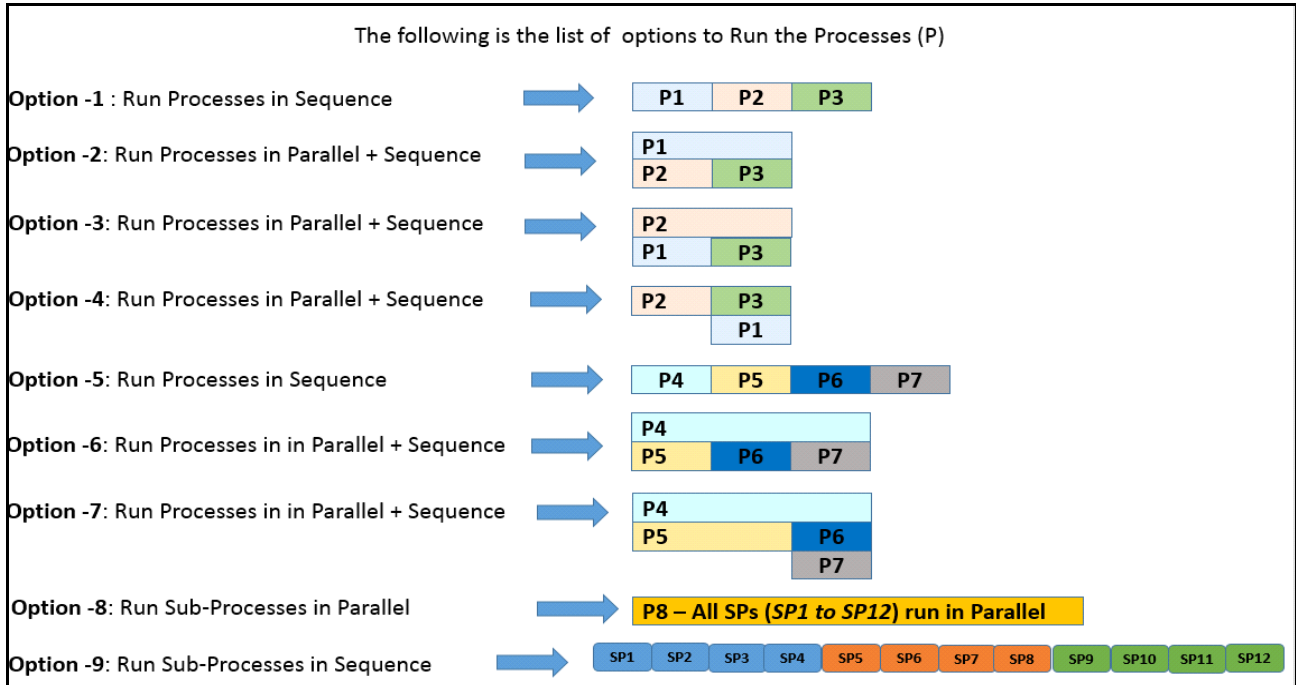 The following is the list of options to Run the Processes (P)
Option -1 : Run Processes in Sequence
P1 P2 P3
Option -2: Run Processes in Parallel + Sequence
P1
P2 P3
Option -3: Run Processes in Parallel + Sequence
P2
P1 P3
Option -4: Run Processes in Parallel + Sequence
P2 P3
P1
Option -5: Run Processes in Sequence
P4 P5 P6 P7
Option -6: Run Processes in in Parallel + Sequence
P4
P5 P6 P7
Option -7: Run Processes in in Parallel + Sequence
P4
P5 P6
P7
Option -8: Run Sub-Processes in Parallel
P8 – All SPs (SP1 to SP12) run in Parallel
Option -9: Run Sub-Processes in Sequence
SP1 SP2 SP3 SP4 SP5 SP6 SP7 SP8 SP9 SP10 SP11 SP12